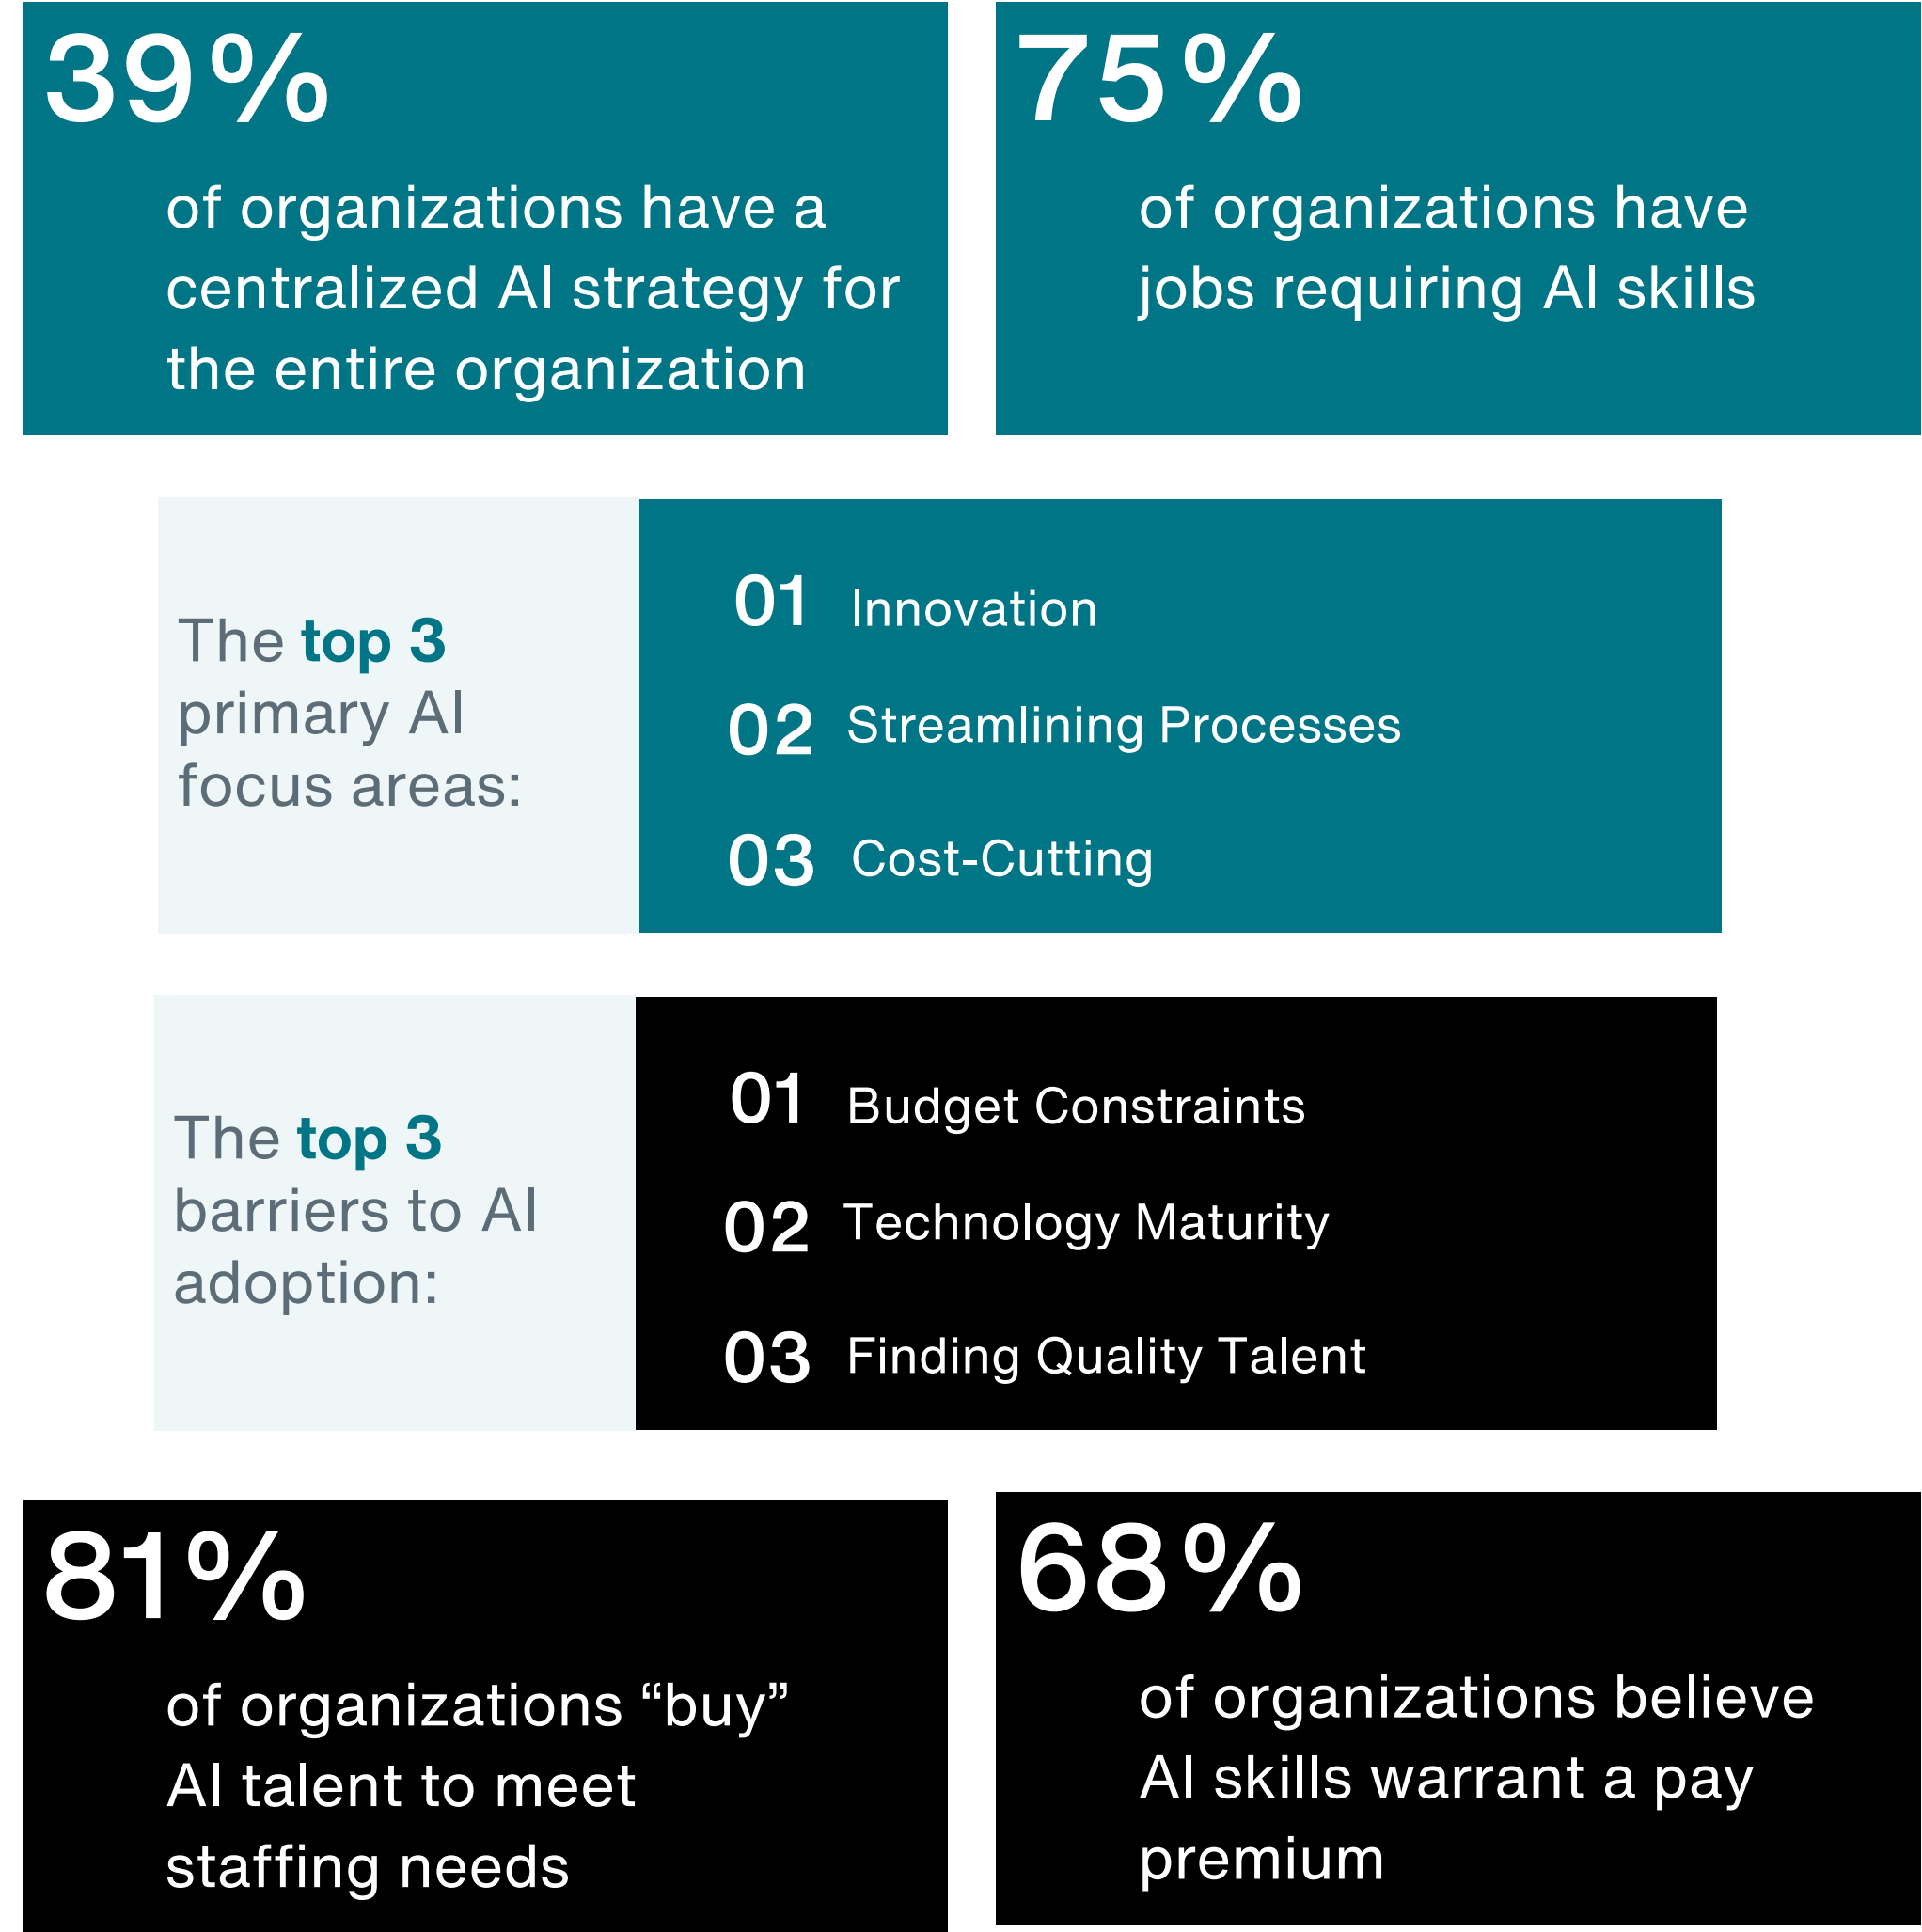 39%
of organizations have a
centralized AI strategy for
the entire organization
75%
of organizations have
jobs requiring AI skills
The top 3
primary AI
focus areas:
01 Innovation
02 Streamlining Processes
03 Cost-Cutting
The top 3
barriers to AI
adoption:
01 Budget Constraints
02 Technology Maturity
03 Finding Quality Talent
81%
of organizations “buy”
AI talent to meet
staffing needs
68%
of organizations believe
AI skills warrant a pay
premium